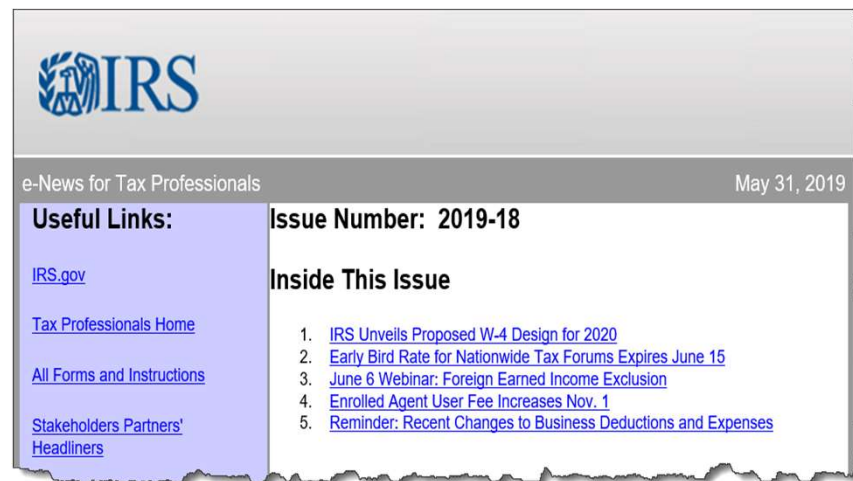 IRS
e-News for Tax Professionals
May 31, 2019
Useful Links:
IRS.gov
Tax Professionals Home
All Forms and Instructions
Stakeholders Partners'
Headliners
Issue Number: 2019-18
Inside This Issue
1. IRS Unveils Proposed W-4 Design for 2020
2. Early Bird Rate for Nationwide Tax Forums Expires June 15
3. June 6 Webinar: Foreign Earned Income Exclusion
4. Enrolled Agent User Fee Increases Nov. 1
5. Reminder: Recent Changes to Business Deductions and Expenses